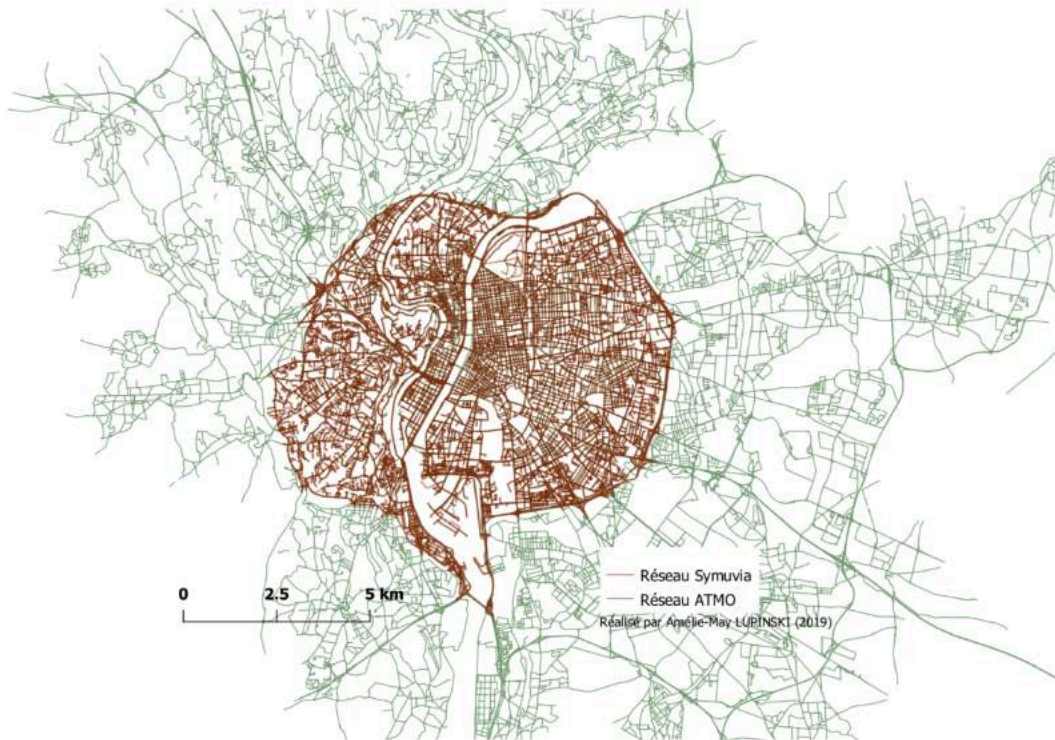 0 2.5 5 km
Réseau Symuvia
Réseau ATMO
Réalisé par Amélie-May LUPINSKI (2019)